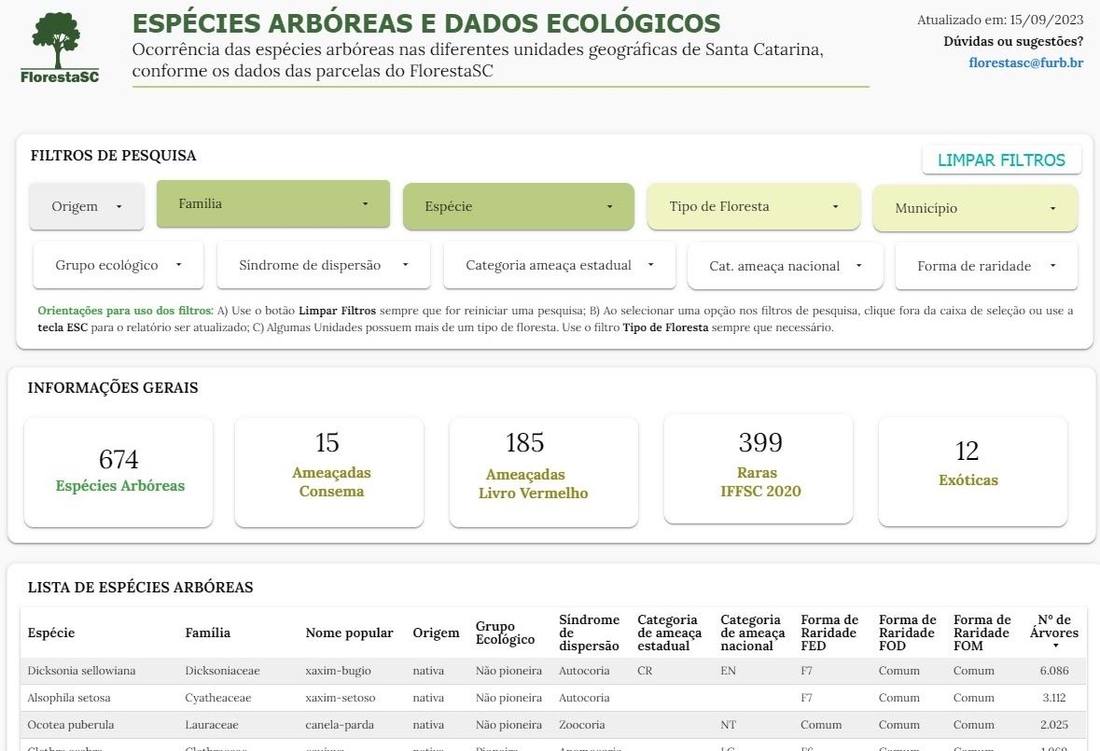 FlorestaSC
ESPÉCIES ARBÓREAS E DADOS ECOLÓGICOS
Ocorrência das espécies arbóreas nas diferentes unidades geográficas de Santa Catarina,
conforme os dados das parcelas do FlorestaSC
Atualizado em: 15/09/2023
Dúvidas ou sugestões?
florestasc@furb.br
FILTROS DE PESQUISA
LIMPAR FILTROS
Origem
Família
Espécie
Tipo de Floresta
Município
Grupo ecológico
Síndrome de dispersão
Categoria ameaça estadual
Cat. ameaça nacional
Forma de raridade
Orientações para uso dos filtros: A) Use o botão Limpar Filtros sempre que for reiniciar uma pesquisa; B) Ao selecionar uma opção nos filtros de pesquisa, clique fora da caixa de seleção ou use a
tecla ESC para o relatório ser atualizado; C) Algumas Unidades possuem mais de um tipo de floresta. Use o filtro Tipo de Floresta sempre que necessário.
INFORMAÇÕES GERAIS
674
Espécies Arbóreas
15
Ameaçadas
Consema
185
Ameaçadas
Livro Vermelho
399
Raras
IFFSC 2020
12
Exóticas
LISTA DE ESPÉCIES ARBÓREAS
Espécie
Família
Nome popular
Origem
Grupo
Ecológico
Síndrome
de
dispersão
Categoria
de ameaça
estadual
Categoria
de ameaça
nacional
Forma de
Raridade
FED
Forma de
Raridade
FOD
Forma de
Raridade
FOM
Nº de
Árvores
Dicksonia sellowiana Dicksoniaceae xaxim-bugio nativa Não pioneira Autocoria CR EN F7 Comum Comum 6.086
Alsophila setosa Cyatheaceae xaxim-setoso nativa Não pioneira Autocoria F7 Comum Comum 3.112
Ocotea puberula Lauraceae canela-parda nativa Não pioneira Zoocoria NT Comum Comum Comum 2.025